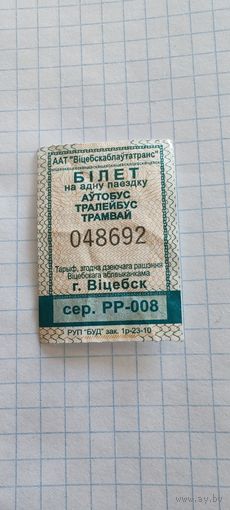 ААТ "Віцебскаблаўтатранс"
БІЛЕТ
на адну паездку
АЎТОБУС
ТРАЛЕЙБУС
ТРАМВАЙ
048692
Тарыф, згодна дзеючага рашэння
Віцебскага аблвыканкама
г. Віцебск
сер. РР-008
РУП "БУД" зак. 1р-23-10
www.ay.by